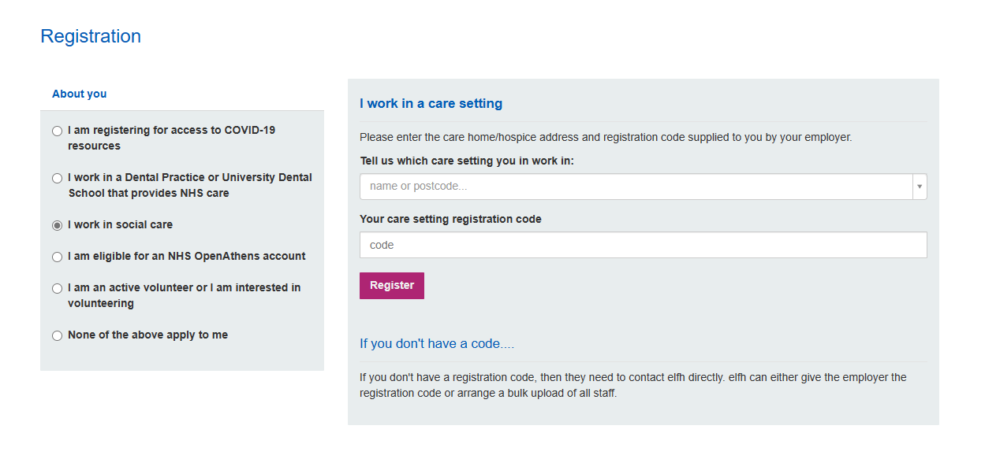 Registration
About you
I am registering for access to COVID-19
resources
I work in a Dental Practice or University Dental
School that provides NHS care
I work in social care
I am eligible for an NHS OpenAthens account
I am an active volunteer or I am interested in
volunteering
None of the above apply to me
I work in a care setting
Please enter the care home/hospice address and registration code supplied to you by your employer.
Tell us which care setting you in work in:
name or postcode...
Your care setting registration code
code
Register
If you don't have a code....
If you don't have a registration code, then they need to contact elfh directly. elfh can either give the employer the
registration code or arrange a bulk upload of all staff.